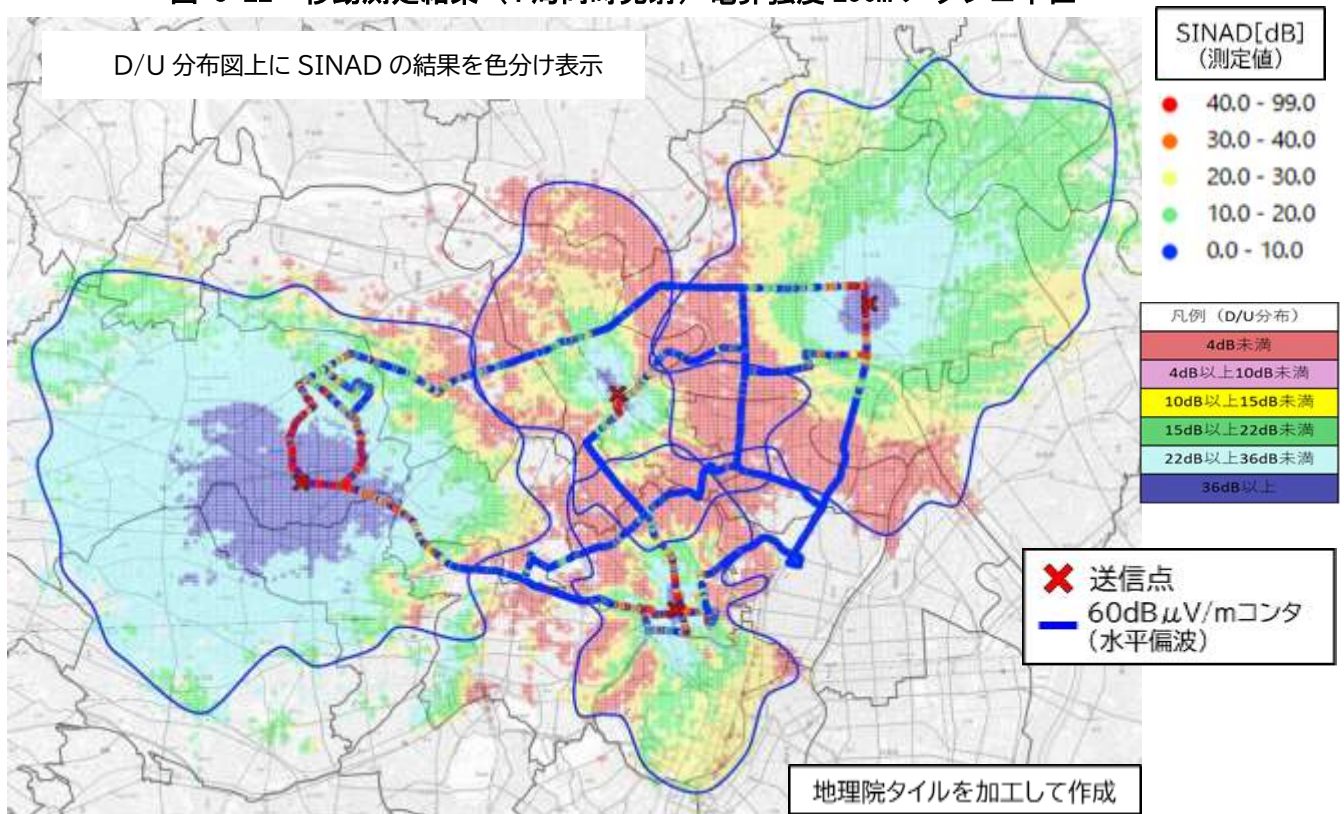 D/U 分布図上に SINAD の結果を色分け表示
SINAD[dB]
(測定値)
40.0 - 99.0
30.0 - 40.0
20.0 - 30.0
10.0 - 20.0
0.0 - 10.0
凡例（D/U分布）
4dB未満
4dB以上10dB未満
10dB以上15dB未満
15dB以上22dB未満
22dB以上36dB未満
36dB以上
送信点
60dBμV/mコンタ
(水平偏波)
地理院タイルを加工して作成